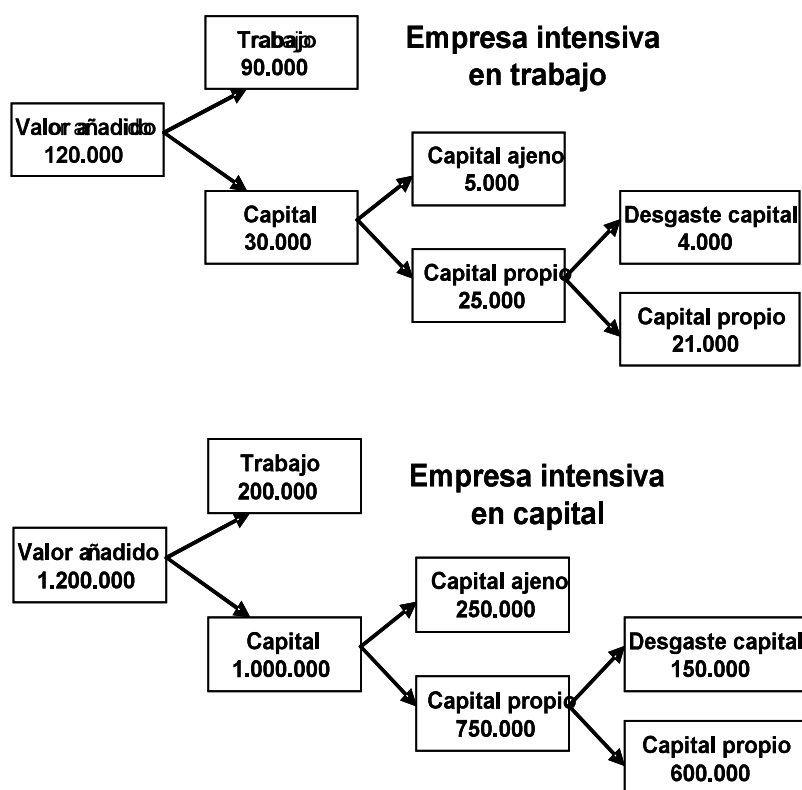 Trabajo
90.000
Empresa intensiva
en trabajo
Valor añadido
120.000
Capital ajeno
5.000
Capital
30.000
Desgaste capital
4.000
Capital propio
25.000
Capital propio
21.000
Trabajo
200.000
Empresa intensiva
en capital
Valor añadido
1.200.000
Capital ajeno
250.000
Capital
1.000.000
Desgaste capital
150.000
Capital propio
750.000
Capital propio
600.000